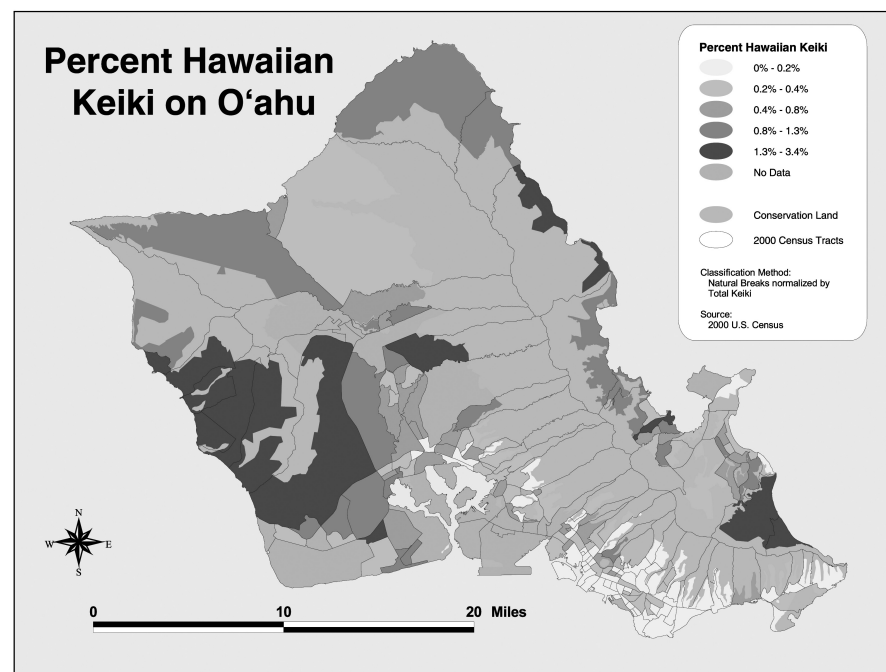 Percent Hawaiian
Keiki on O‘ahu
Percent Hawaiian Keiki
0% - 0.2%
0.2% - 0.4%
0.4% - 0.8%
0.8% - 1.3%
1.3% - 3.4%
No Data
Conservation Land
2000 Census Tracts
Classification Method:
Natural Breaks normalized by
Total Keiki
Source:
2000 U.S. Census
N
W E
S
0 10 20 Miles